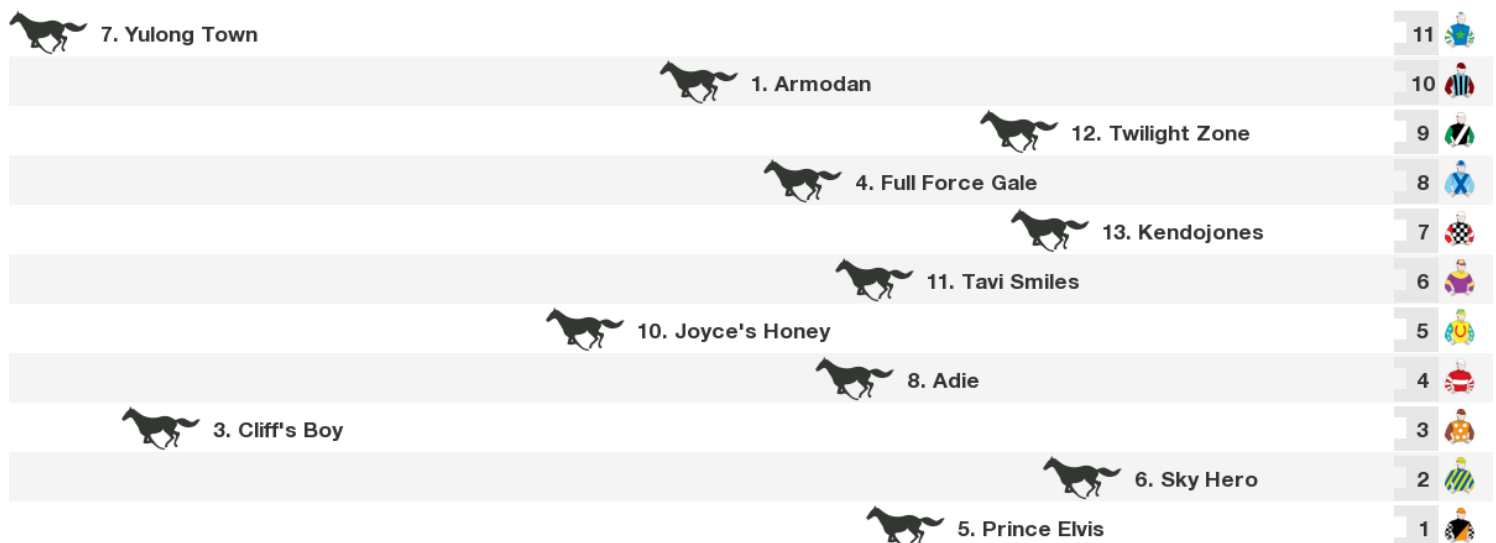 7. Yulong Town 11
1. Armodan 10
12. Twilight Zone 9
4. Full Force Gale 8
13. Kendojones 7
11. Tavi Smiles 6
10. Joyce's Honey 5
8. Adie 4
3. Cliff's Boy 3
6. Sky Hero 2
5. Prince Elvis 1